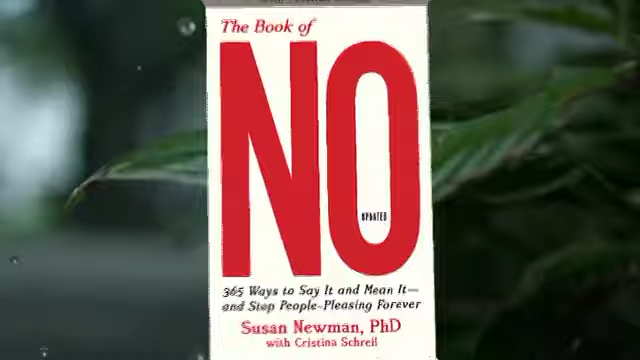 The Book of
NO
UPDATED
365 Ways to Say It and Mean It—
and Stop People-Pleasing Forever
Susan Newman, PhD
with Cristina Schreil